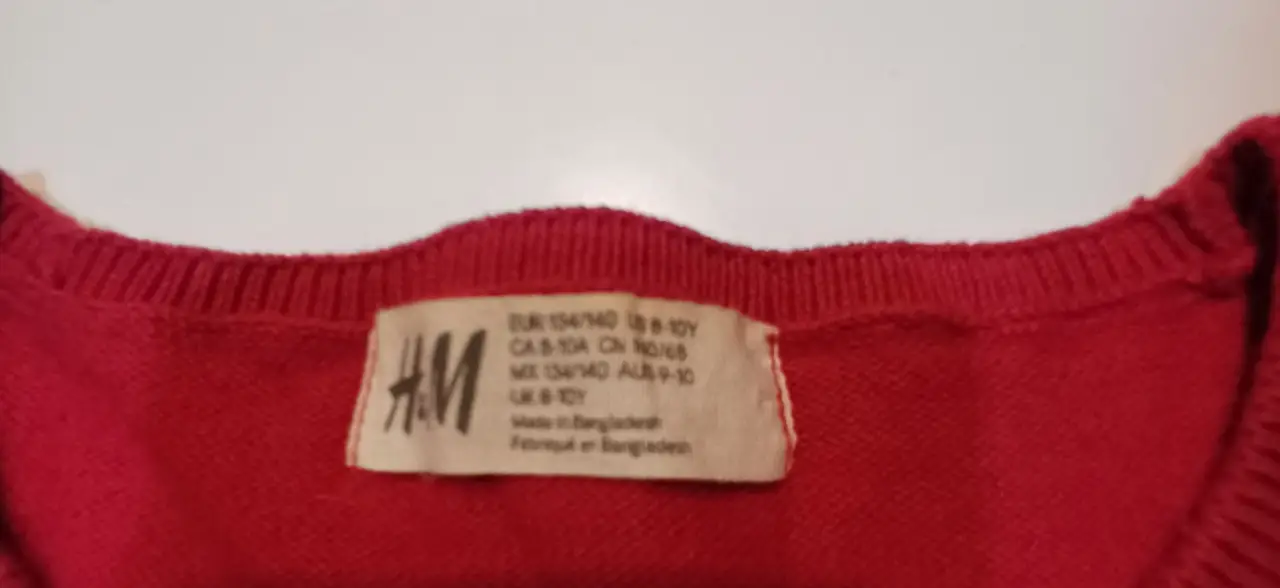 H&M
EUR 134/140 US 8-10Y
CA 8-10A CN 140/68
MX 134/140 AUS 9-10
UK 8-10Y
Made in Bangladesh
Fabriqué en Bangladesh